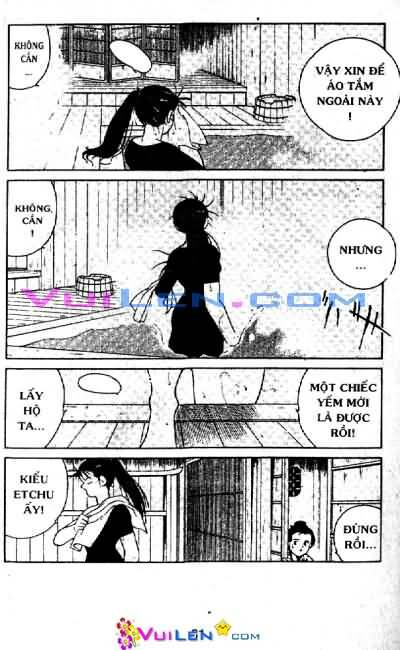 VẬY XIN ĐỂ
ÁO TẮM
NGOÀI NÀY
!
KHÔNG
CẦN
...
NHƯNG
...
KHÔNG
CẦN
!
VUILEN.COM
MỘT CHIẾC
YẾM MỚI
LÀ ĐƯỢC
RỒI!
LẤY
HỘ
TA...
ĐÚNG
RỒI...
KIỂU
ETCHU
ẤY!
VUILEN
.COM